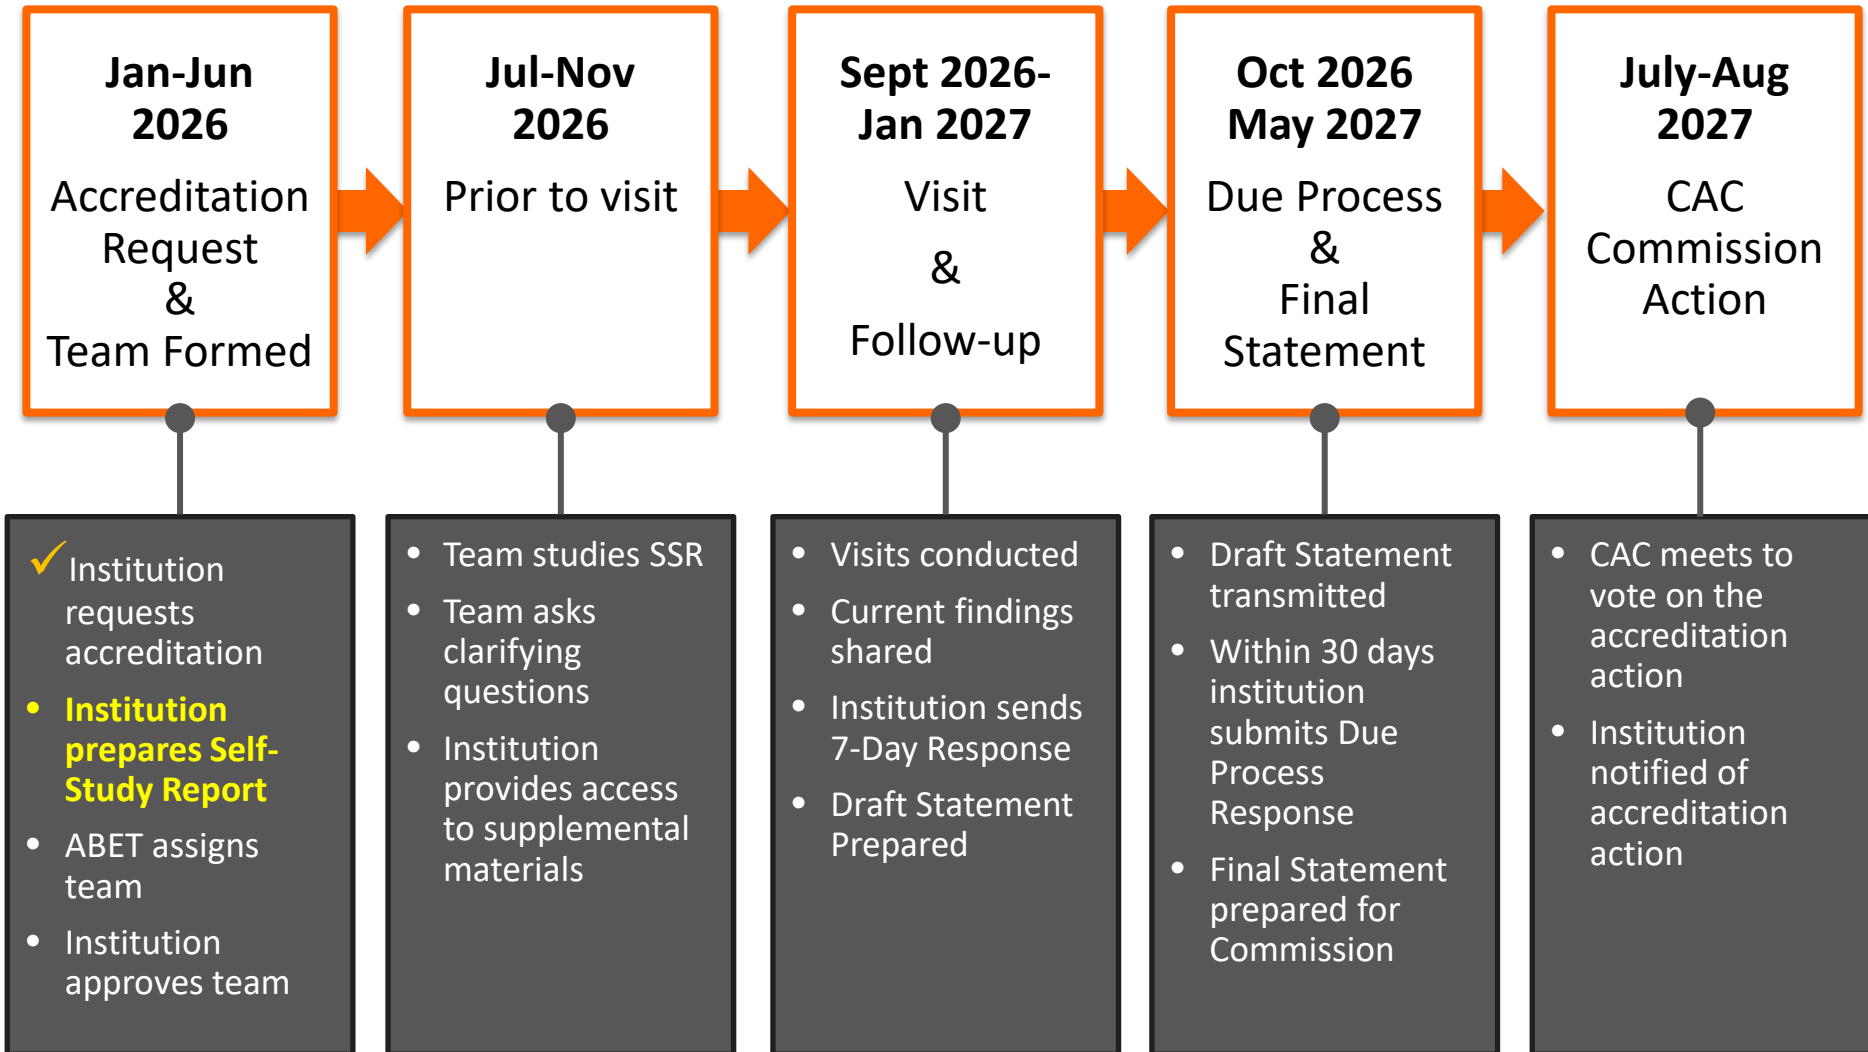 Jan-Jun
2026
Accreditation
Request
&
Team Formed
Jul-Nov
2026
Prior to visit
Sept 2026-
Jan 2027
Visit
&
Follow-up
Oct 2026
May 2027
Due Process
&
Final
Statement
July-Aug
2027
CAC
Commission
Action
✓ Institution
requests
accreditation
• Institution
prepares Self-
Study Report
• ABET assigns
team
• Institution
approves team
• Team studies SSR
• Team asks
clarifying
questions
• Institution
provides access
to supplemental
materials
• Visits conducted
• Current findings
shared
• Institution sends
7-Day Response
• Draft Statement
Prepared
• Draft Statement
transmitted
• Within 30 days
institution
submits Due
Process
Response
• Final Statement
prepared for
Commission
• CAC meets to
vote on the
accreditation
action
• Institution
notified of
accreditation
action